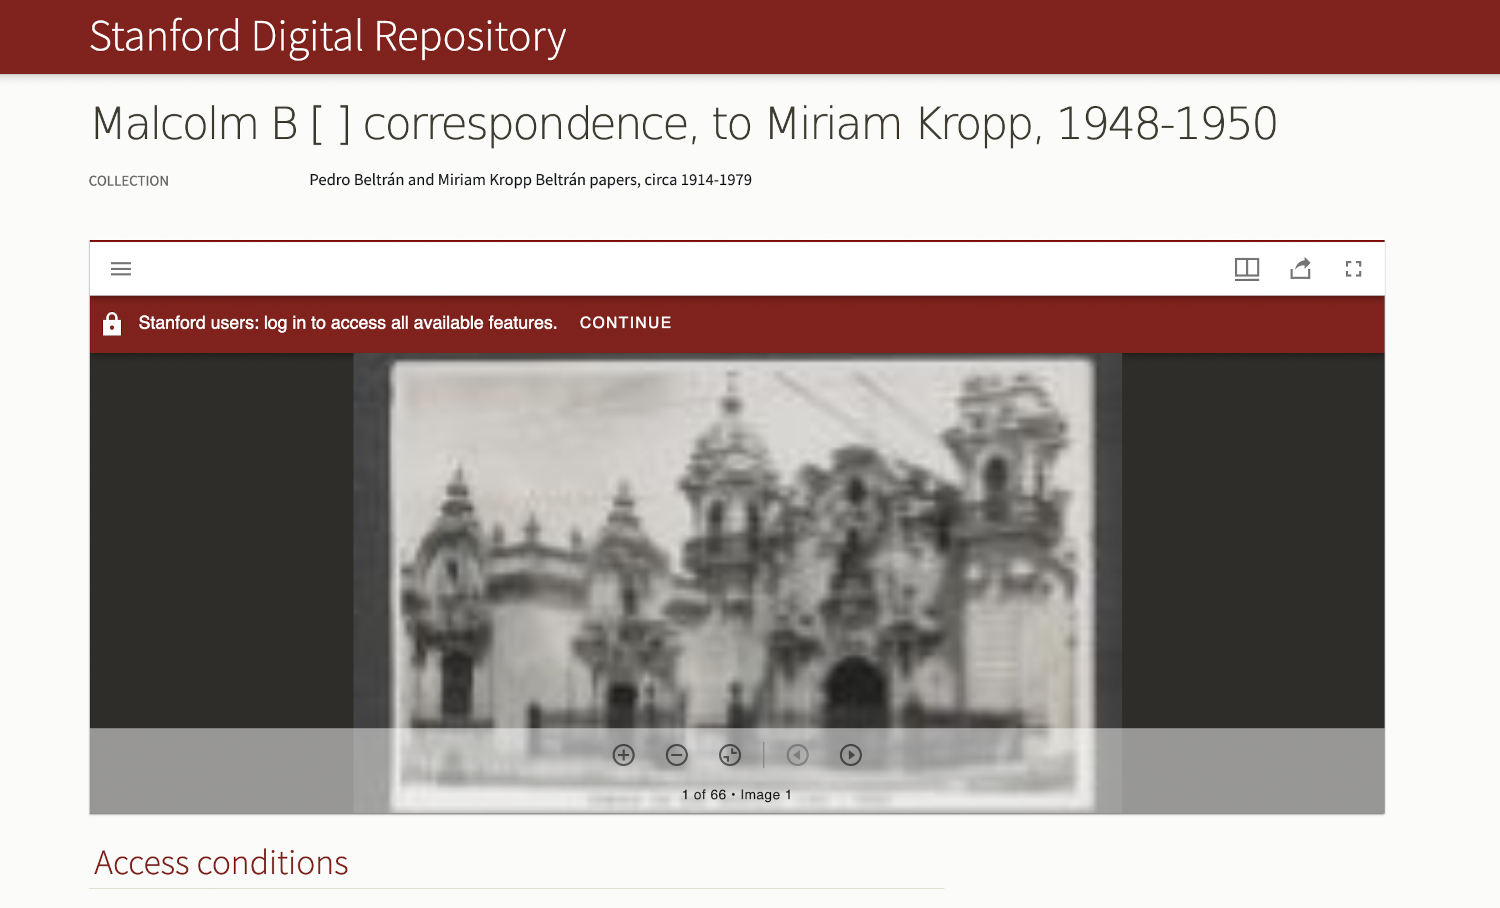 Stanford Digital Repository
Malcolm B [ ] correspondence, to Miriam Kropp, 1948-1950
COLLECTION Pedro Beltrán and Miriam Kropp Beltrán papers, circa 1914-1979
Stanford users: log in to access all available features. CONTINUE
1 of 66 • Image 1
Access conditions